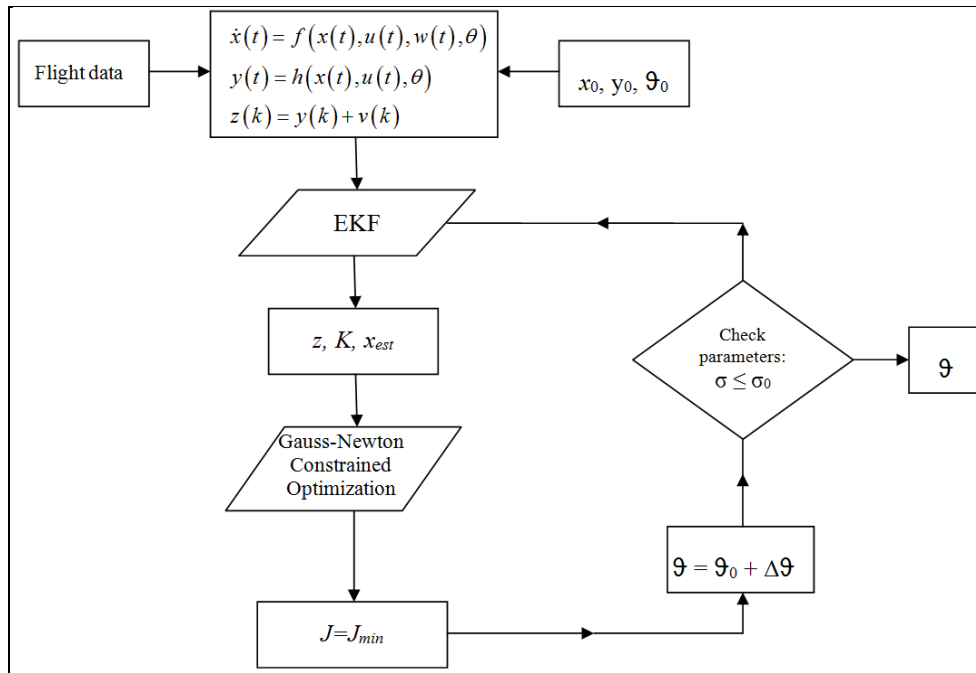 Flight data
ẋ(t) = f(x(t),u(t),w(t),θ)
y(t) = h(x(t),u(t),θ)
z(k) = y(k)+v(k)
x₀, y₀, ϑ₀
EKF
z, K, xₑₛₜ
Gauss-Newton
Constrained
Optimization
J=Jₘᵢₙ
ϑ = ϑ₀ + Δϑ
Check
parameters:
σ ≤ σ₀
ϑ